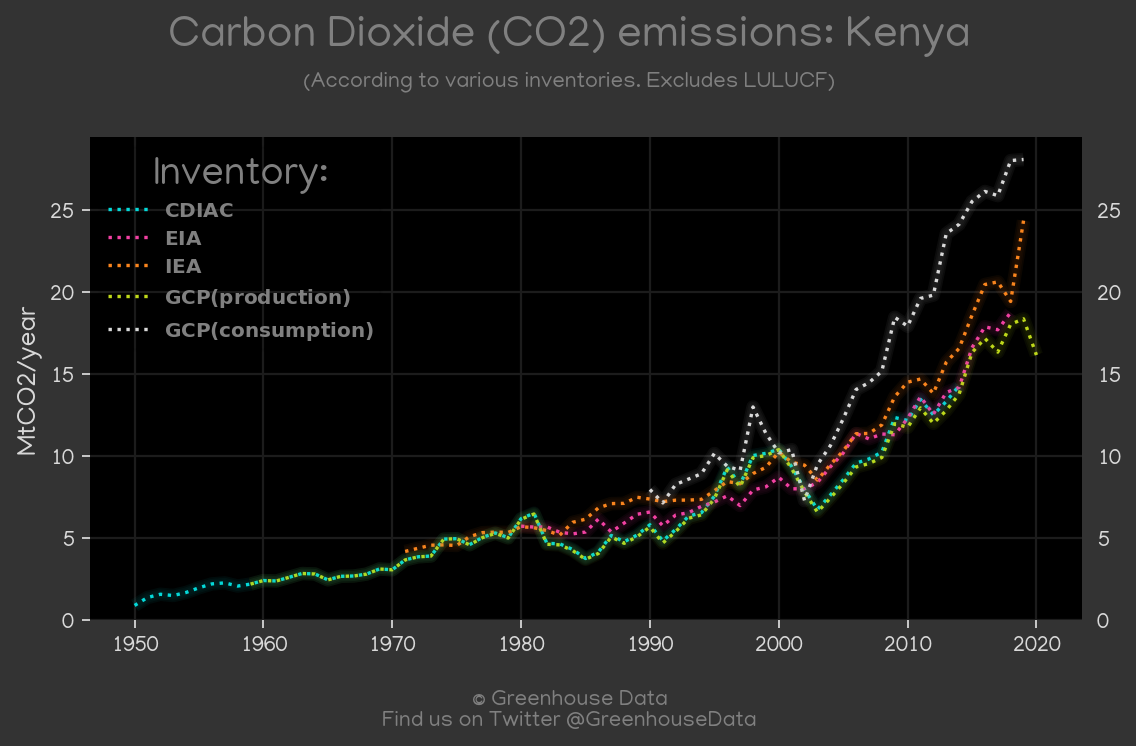 Carbon Dioxide (CO2) emissions: Kenya
(According to various inventories. Excludes LULUCF)
Inventory:
CDIAC
EIA
IEA
GCP(production)
GCP(consumption)
MtCO2/year
25
20
15
10
5
0
25
20
15
10
5
0
1950 1960 1970 1980 1990 2000 2010 2020
© Greenhouse Data
Find us on Twitter @GreenhouseData